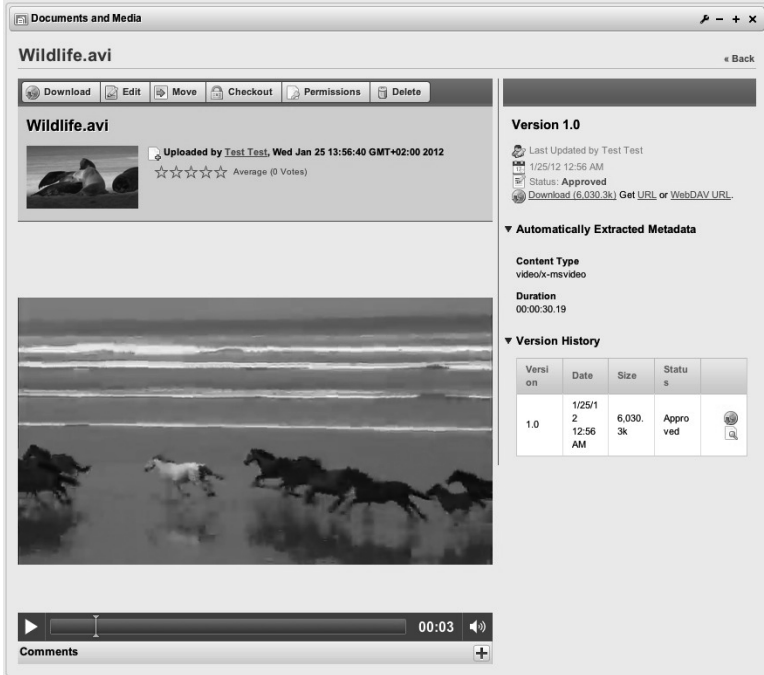 Documents and Media
Wildlife.avi
« Back
Download Edit Move Checkout Permissions Delete
Wildlife.avi
Uploaded by Test Test, Wed Jan 25 13:56:40 GMT+02:00 2012
Average (0 Votes)
00:03
Comments
Version 1.0
Last Updated by Test Test
1/25/12 12:56 AM
Status: Approved
Download (6,030.3k) Get URL or WebDAV URL.
Automatically Extracted Metadata
Content Type
video/x-msvideo
Duration
00:00:30.19
Version History
Versi
on
Date
Size
Statu
s
1.0
1/25/1
2
12:56
AM
6,030.
3k
Appro
ved